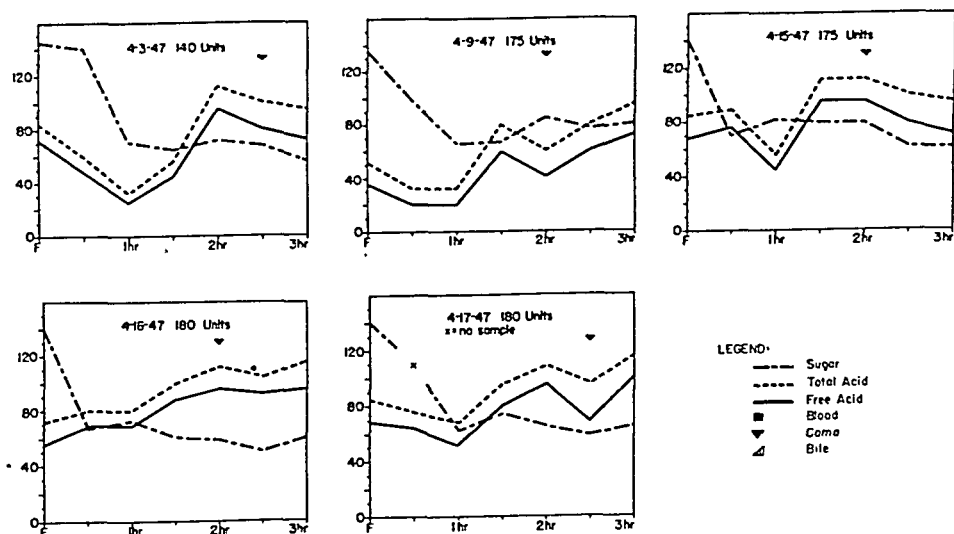 4-3-47 140 Units
120
80
40
0
F 1hr 2hr 3hr
4-9-47 175 Units
120
80
40
0
F 1hr 2hr 3hr
4-15-47 175 Units
120
80
40
0
F 1hr 2hr 3hr
4-16-47 180 Units
120
80
40
0
F 1hr 2hr 3hr
4-17-47 180 Units
x=no sample
x
120
80
40
0
F 1hr 2hr 3hr
LEGEND:
Sugar
Total Acid
Free Acid
Blood
Coma
Bile